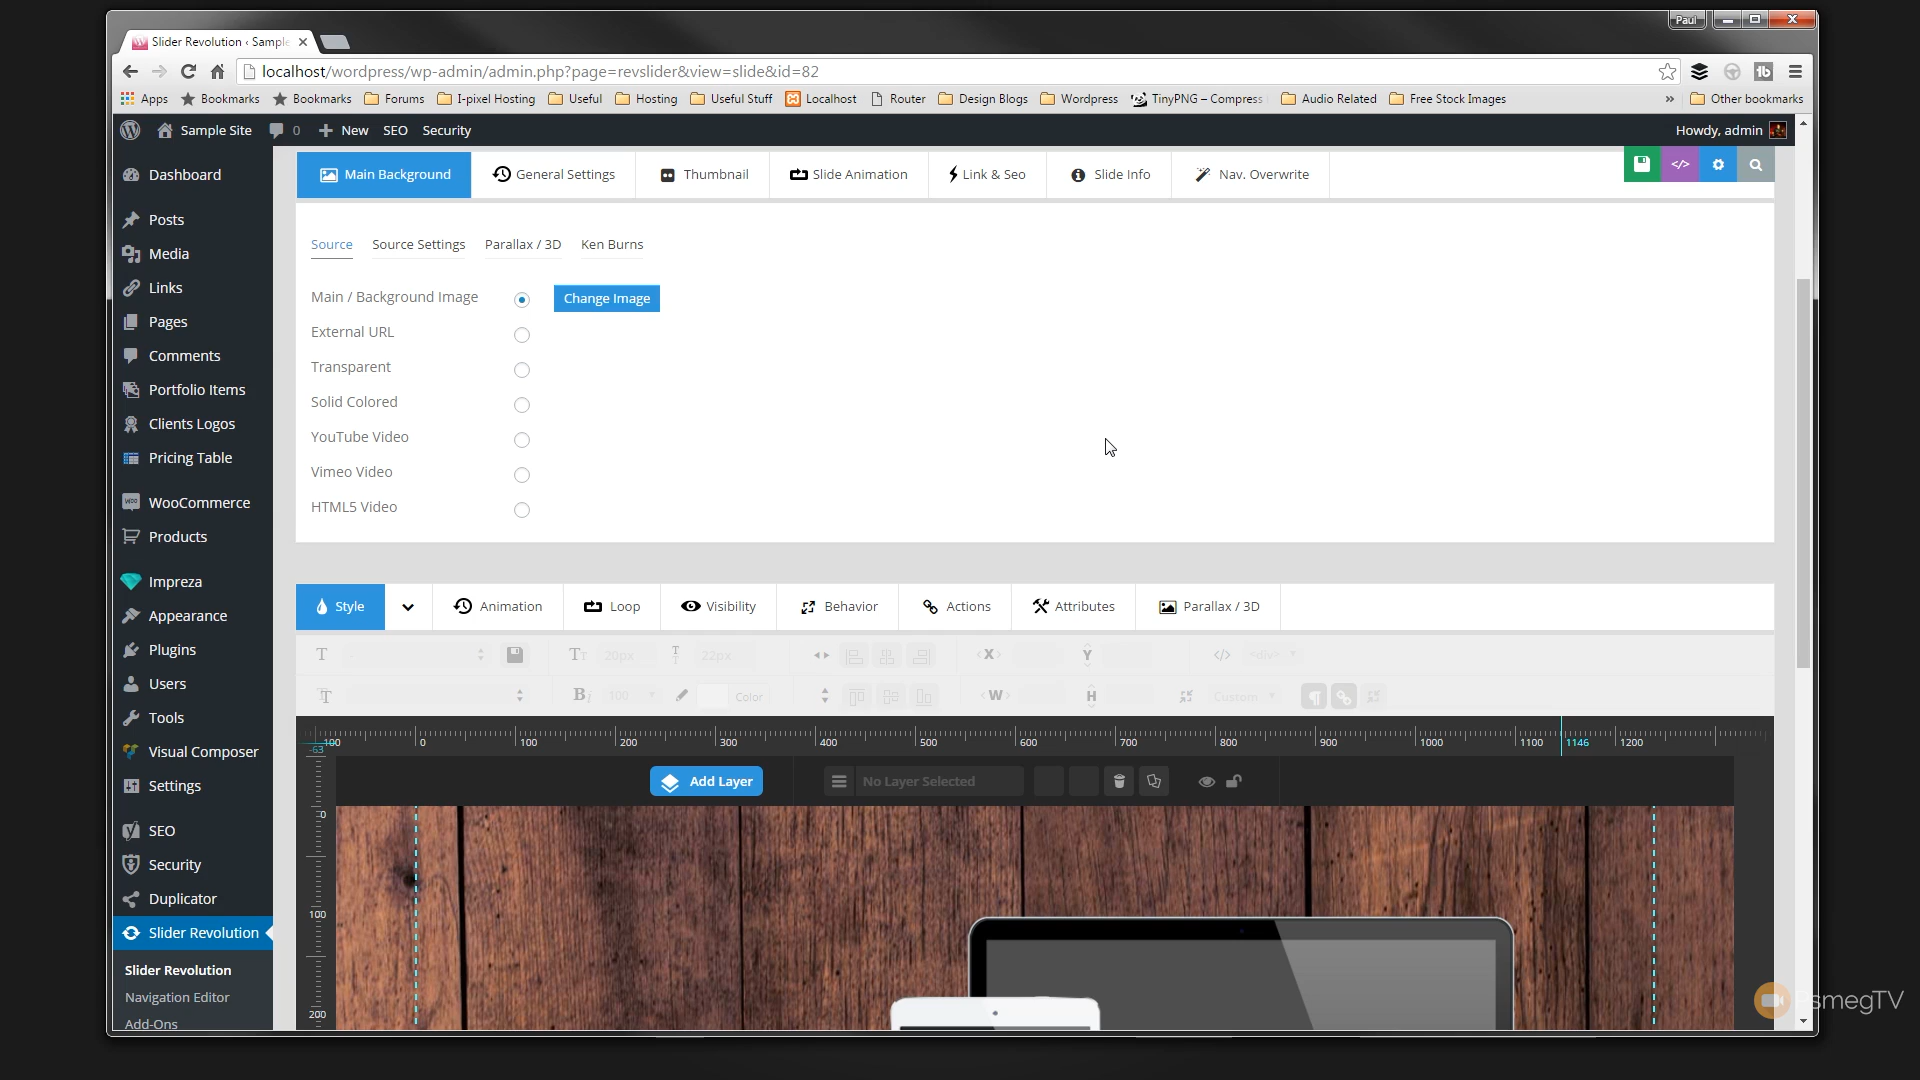 Paul
Slider Revolution ‹ Sample
localhost/wordpress/wp-admin/admin.php?page=revslider&view=slide&id=82
Apps Bookmarks Bookmarks Forums I-pixel Hosting Useful Hosting Useful Stuff Localhost Router Design Blogs Wordpress TinyPNG – Compress Audio Related Free Stock Images » Other bookmarks
Sample Site 0 New SEO Security Howdy, admin
Dashboard
Posts
Media
Links
Pages
Comments
Portfolio Items
Clients Logos
Pricing Table
WooCommerce
Products
Impreza
Appearance
Plugins
Users
Tools
Visual Composer
Settings
SEO
Security
Duplicator
Slider Revolution
Slider Revolution
Navigation Editor
Add-Ons
Main Background General Settings Thumbnail Slide Animation Link & Seo Slide Info Nav. Overwrite
Source Source Settings Parallax / 3D Ken Burns
Main / Background Image Change Image
External URL
Transparent
Solid Colored
YouTube Video
Vimeo Video
HTML5 Video
Style Animation Loop Visibility Behavior Actions Attributes Parallax / 3D
20px 22px X Y </> <div>
100 Color W H Custom
-63 100 0 100 200 300 400 500 600 700 800 900 1000 1100 1146 1200
Add Layer No Layer Selected
0
100
200
smegTV